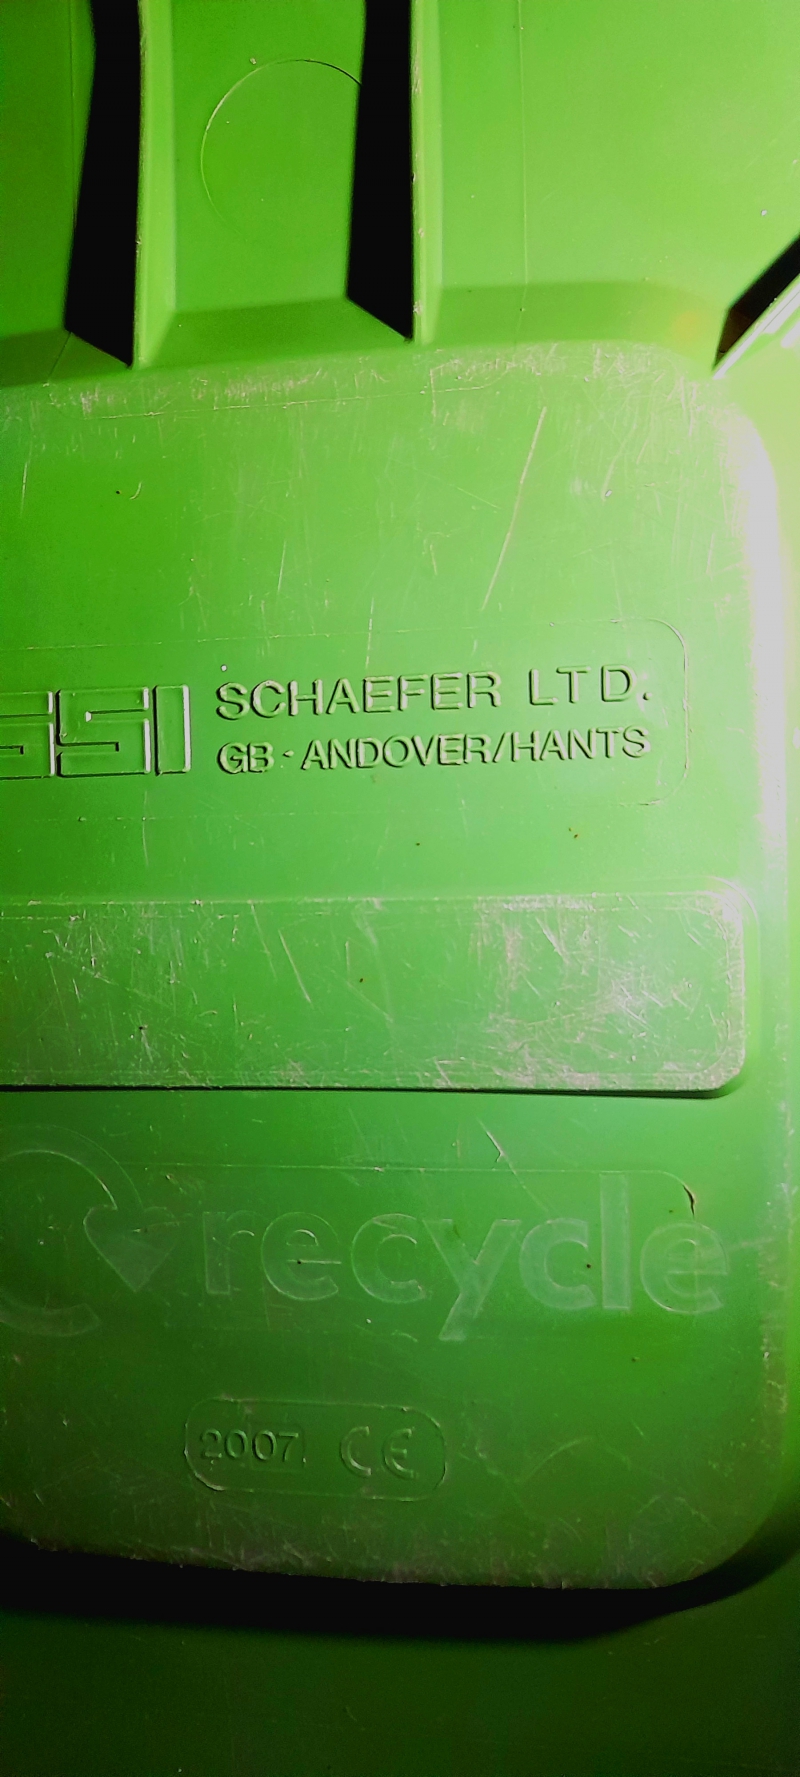 SSI SCHAEFER LTD.
GB - ANDOVER/HANTS
recycle
2007 CE